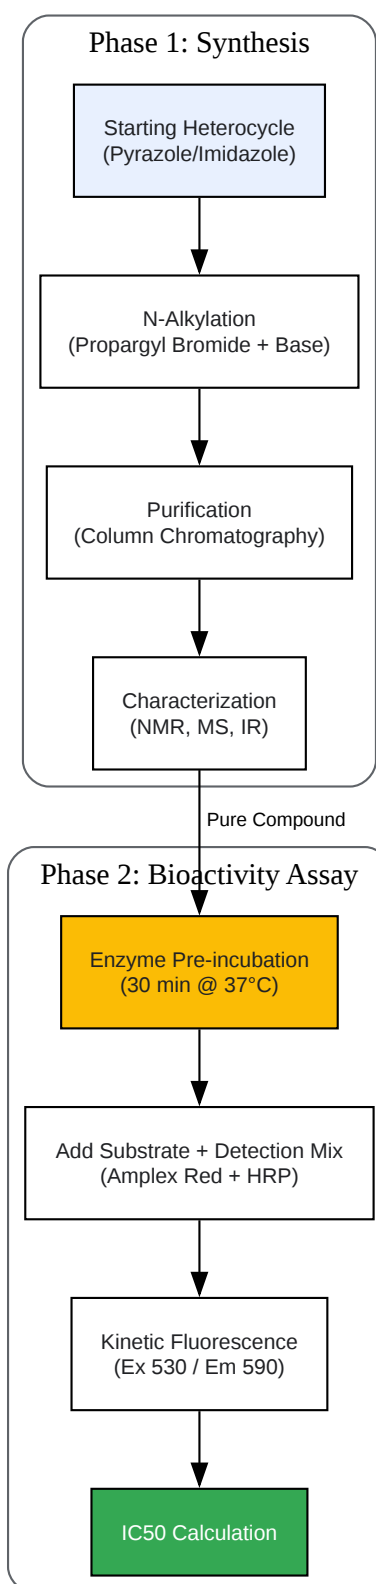 Phase 1: Synthesis
Starting Heterocycle
(Pyrazole/Imidazole)
N-Alkylation
(Propargyl Bromide + Base)
Purification
(Column Chromatography)
Characterization
(NMR, MS, IR)
Pure Compound
Phase 2: Bioactivity Assay
Enzyme Pre-incubation
(30 min @ 37°C)
Add Substrate + Detection Mix
(Amplex Red + HRP)
Kinetic Fluorescence
(Ex 530 / Em 590)
IC50 Calculation